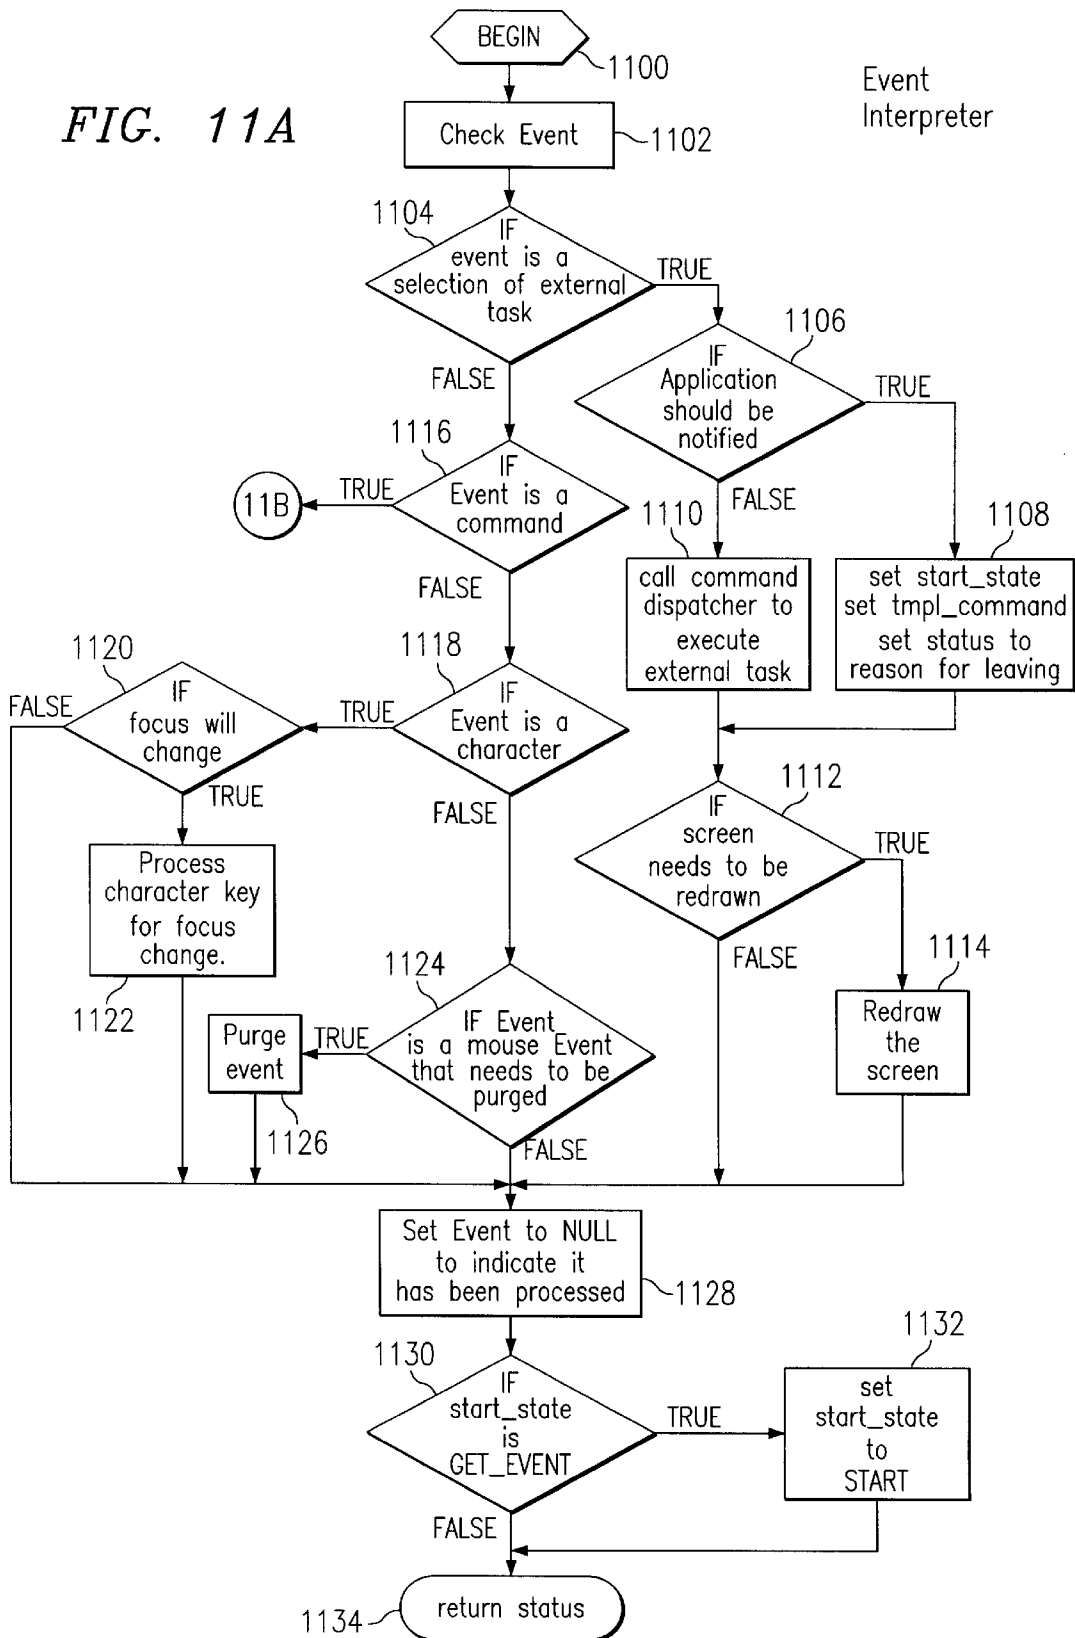 BEGIN
1100
Event
Interpreter
FIG. 11A
Check Event
1102
1104
IF
event is a
selection of external
task
TRUE
FALSE
1106
IF
Application
should be
notified
TRUE
FALSE
1116
IF
Event is a
command
TRUE
11B
FALSE
1110
call command
dispatcher to
execute
external task
1108
set start_state
set tmpl_command
set status to
reason for leaving
1118
IF
Event is a
character
TRUE
FALSE
1120
IF
focus will
change
FALSE
TRUE
1112
IF
screen
needs to be
redrawn
TRUE
FALSE
Process
character key
for focus
change.
1122
1124
IF Event
is a mouse Event
that needs to be
purged
TRUE
FALSE
Purge
event
1126
1114
Redraw
the
screen
Set Event to NULL
to indicate it
has been processed
1128
1130
IF
start_state
is
GET_EVENT
TRUE
FALSE
1132
set
start_state
to
START
return status
1134